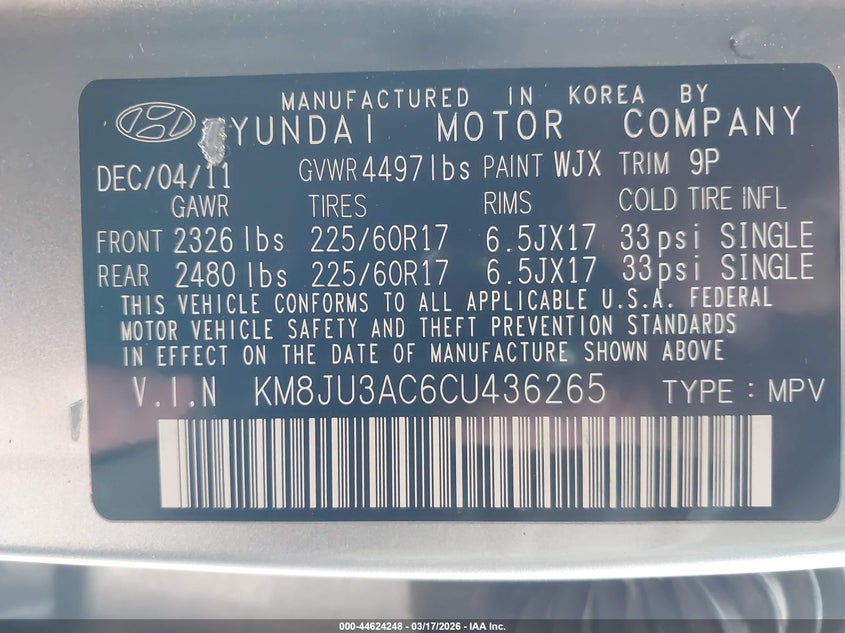 MANUFACTURED IN KOREA BY
YUNDAI MOTOR COMPANY
DEC/04/11 GVWR 4497lbs PAINT WJX TRIM 9P
GAWR TIRES RIMS COLD TIRE INFL
FRONT 2326 lbs 225/60R17 6.5JX17 33psi SINGLE
REAR 2480 lbs 225/60R17 6.5JX17 33psi SINGLE
THIS VEHICLE CONFORMS TO ALL APPLICABLE U.S.A. FEDERAL
MOTOR VEHICLE SAFETY AND THEFT PREVENTION STANDARDS
IN EFFECT ON THE DATE OF MANUFACTURE SHOWN ABOVE
V.I.N KM8JU3AC6CU436265 TYPE : MPV
000-44624248 - 03/17/2026 - IAA Inc.